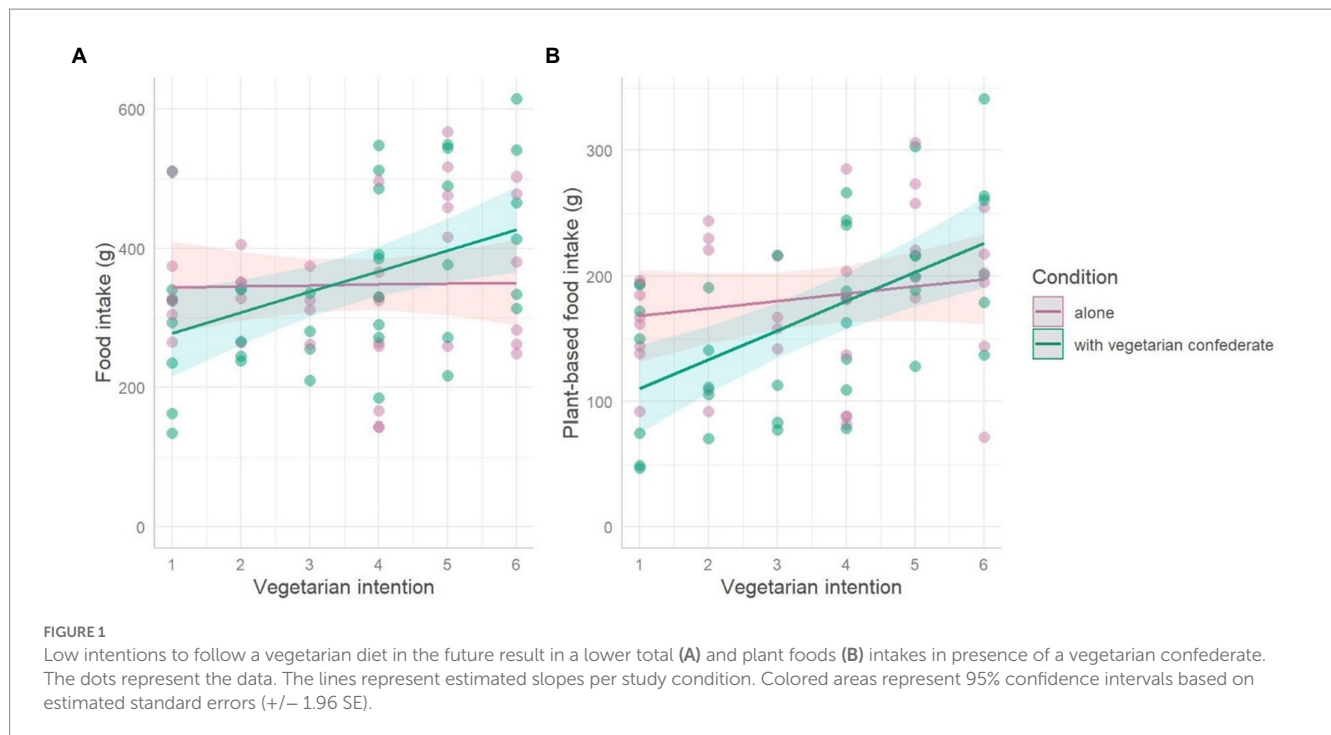 A
B
600
400
200
0
Food intake (g)
1 2 3 4 5 6
Vegetarian intention
300
200
100
0
Plant-based food intake (g)
1 2 3 4 5 6
Vegetarian intention
Condition
alone
with vegetarian confederate
FIGURE 1
Low intentions to follow a vegetarian diet in the future result in a lower total (A) and plant foods (B) intakes in presence of a vegetarian confederate.
The dots represent the data. The lines represent estimated slopes per study condition. Colored areas represent 95% confidence intervals based on
estimated standard errors (+/− 1.96 SE).